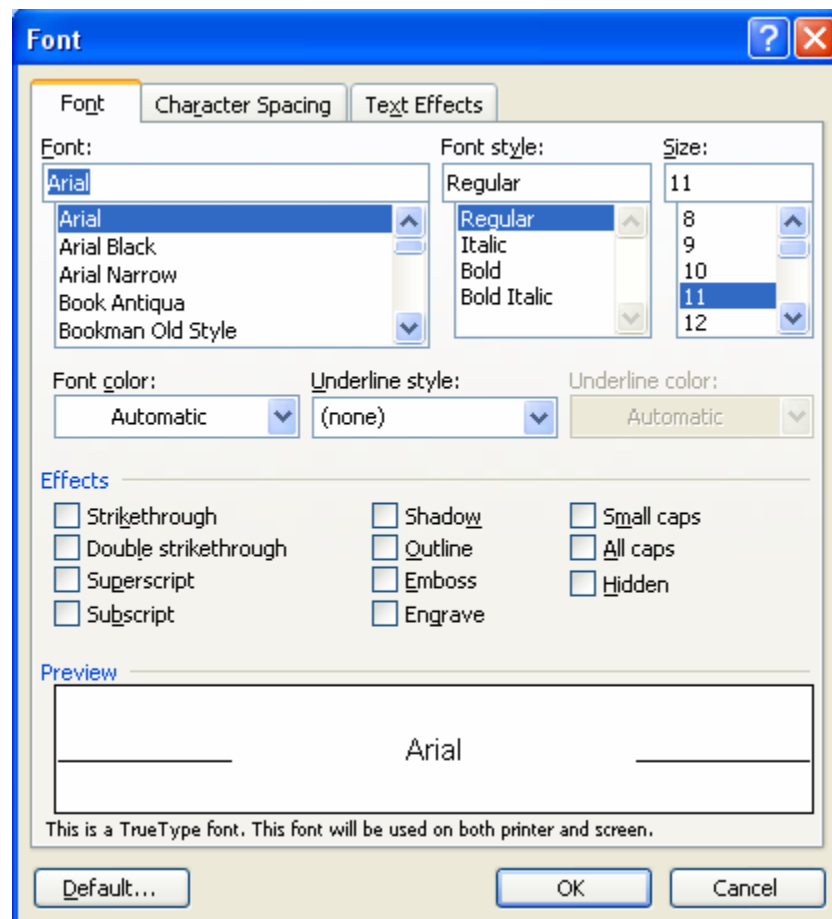 Font
Font Character Spacing Text Effects
Font: Font style: Size:
Arial Regular 11
Arial Regular 8
Arial Black Italic 9
Arial Narrow Bold 10
Book Antiqua Bold Italic 11
Bookman Old Style 12
Font color: Underline style: Underline color:
Automatic (none) Automatic
Effects
Strikethrough Shadow Small caps
Double strikethrough Outline All caps
Superscript Emboss Hidden
Subscript Engrave
Preview
Arial
This is a TrueType font. This font will be used on both printer and screen.
Default... OK Cancel